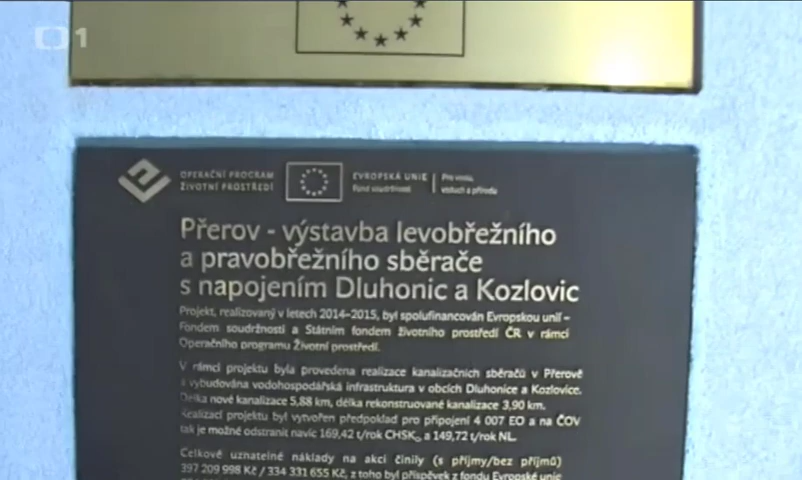 1
OPERAČNÍ PROGRAM
ŽIVOTNÍ PROSTŘEDÍ
EVROPSKÁ UNIE
Fond soudržnosti
Pro vodu,
vzduch a přírodu
Přerov - výstavba levobřežního
a pravobřežního sběrače
s napojením Dluhonic a Kozlovic
Projekt, realizovaný v letech 2014–2015, byl spolufinancován Evropskou unií –
Fondem soudržnosti a Státním fondem životního prostředí ČR v rámci
Operačního programu Životní prostředí.
V rámci projektu byla provedena realizace kanalizačních sběračů v Přerově
a vybudována vodohospodářská infrastruktura v obcích Dluhonice a Kozlovice.
Délka nové kanalizace 5,88 km, délka rekonstruované kanalizace 3,90 km.
Realizací projektu byl vytvořen předpoklad pro připojení 4 007 EO a na ČOV
tak je možné odstranit navíc 169,42 t/rok CHSK a 149,72 t/rok NL.
Celkové uznatelné náklady na akci činily (s příjmy/bez příjmů)
397 209 998 Kč / 334 331 655 Kč, z toho byl příspěvek z fondu Evropské unie